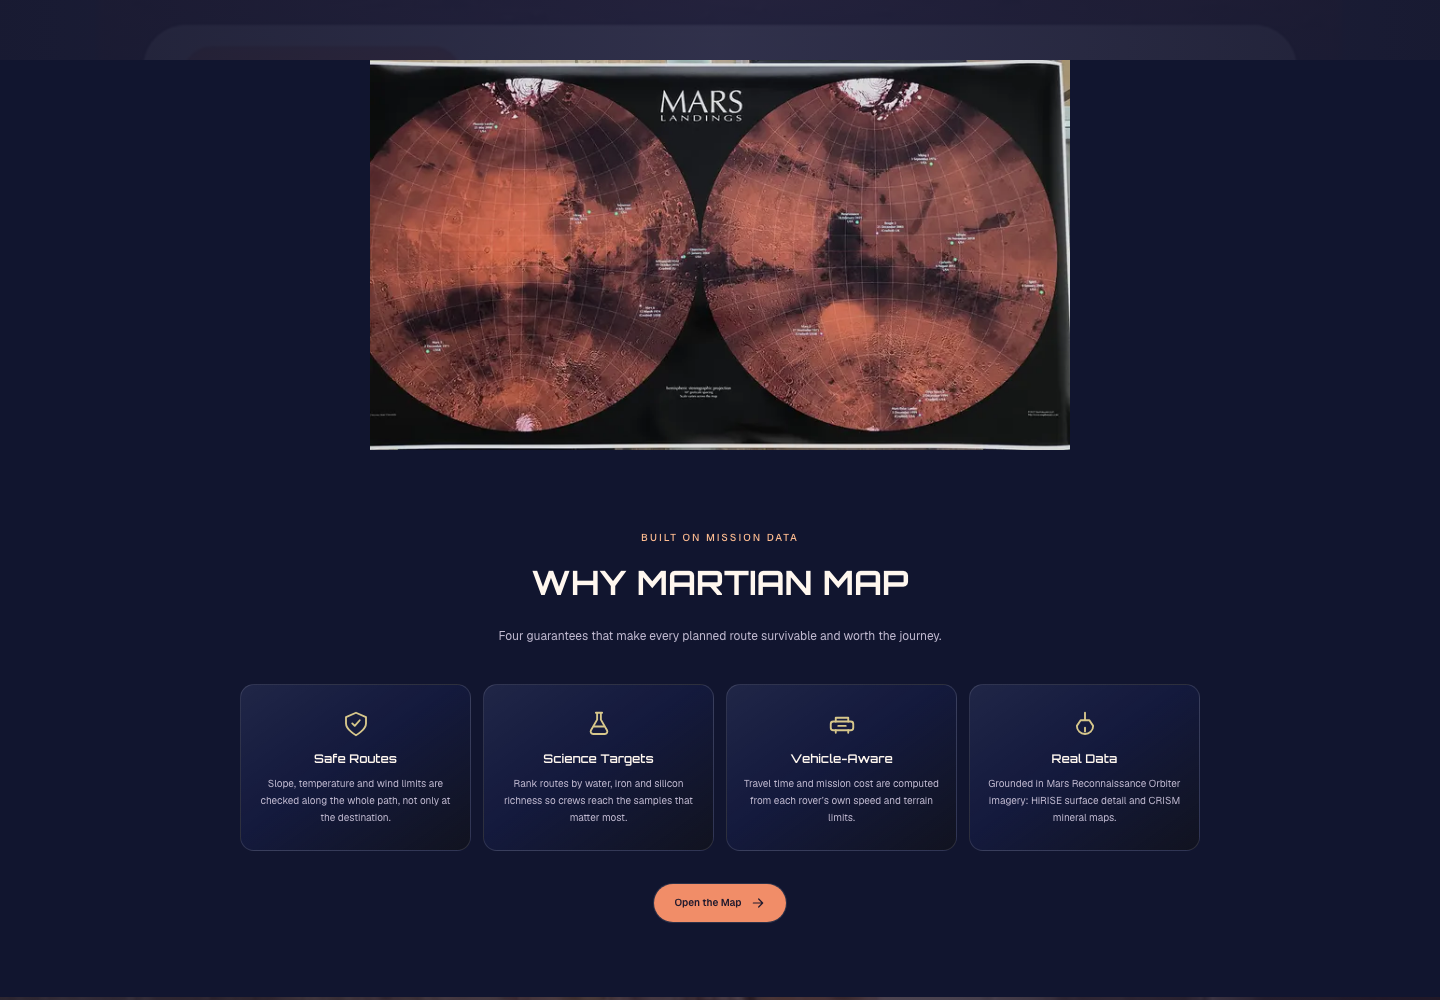 MARS
LANDINGS
BUILT ON MISSION DATA
WHY MARTIAN MAP
Four guarantees that make every planned route survivable and worth the journey.
Safe Routes
Slope, temperature and wind limits are
checked along the whole path, not only at
the destination.
Science Targets
Rank routes by water, iron and silicon
richness so crews reach the samples that
matter most.
Vehicle-Aware
Travel time and mission cost are computed
from each rover's own speed and terrain
limits.
Real Data
Grounded in Mars Reconnaissance Orbiter
imagery: HiRISE surface detail and CRISM
mineral maps.
Open the Map